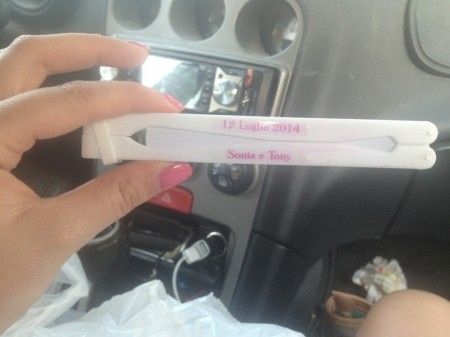 12 Luglio 2014
Sonia e Tony